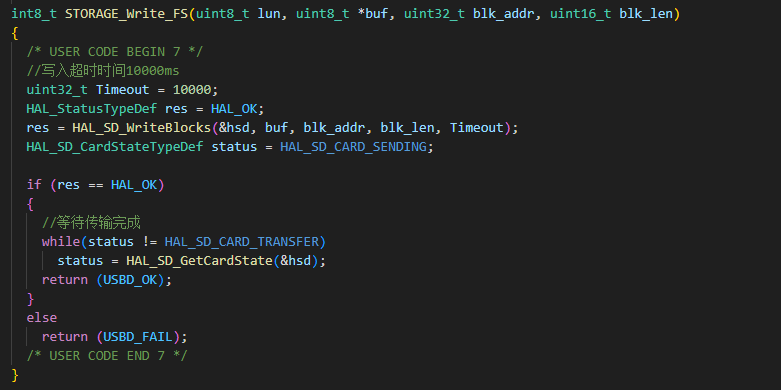 int8_t STORAGE_Write_FS(uint8_t lun, uint8_t *buf, uint32_t blk_addr, uint16_t blk_len)
{
  /* USER CODE BEGIN 7 */
  //写入超时时间10000ms
  uint32_t Timeout = 10000;
  HAL_StatusTypeDef res = HAL_OK;
  res = HAL_SD_WriteBlocks(&hsd, buf, blk_addr, blk_len, Timeout);
  HAL_SD_CardStateTypeDef status = HAL_SD_CARD_SENDING;

  if (res == HAL_OK)
  {
    //等待传输完成
    while(status != HAL_SD_CARD_TRANSFER)
      status = HAL_SD_GetCardState(&hsd);
    return (USBD_OK);
  }
  else
    return (USBD_FAIL);
  /* USER CODE END 7 */
}